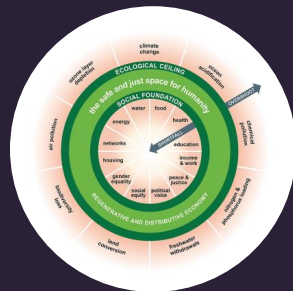 climate
change
ocean
acidification
chemical
pollution
nitrogen &
phosphorus loading
freshwater
withdrawals
land
conversion
biodiversity
loss
air pollution
ozone layer
depletion
ECOLOGICAL CEILING
the safe and just space for humanity
SOCIAL FOUNDATION
OVERSHOOT
SHORTFALL
water
food
health
education
income
& work
peace &
justice
political
voice
social
equity
gender
equality
housing
networks
energy
REGENERATIVE AND DISTRIBUTIVE ECONOMY